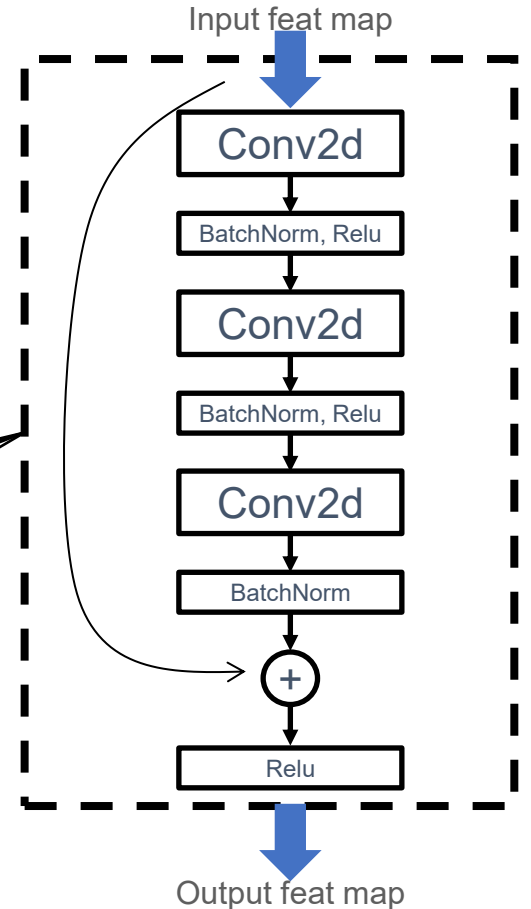 Input feat map
Conv2d
BatchNorm, Relu
Conv2d
BatchNorm, Relu
Conv2d
BatchNorm
+
Relu
Output feat map